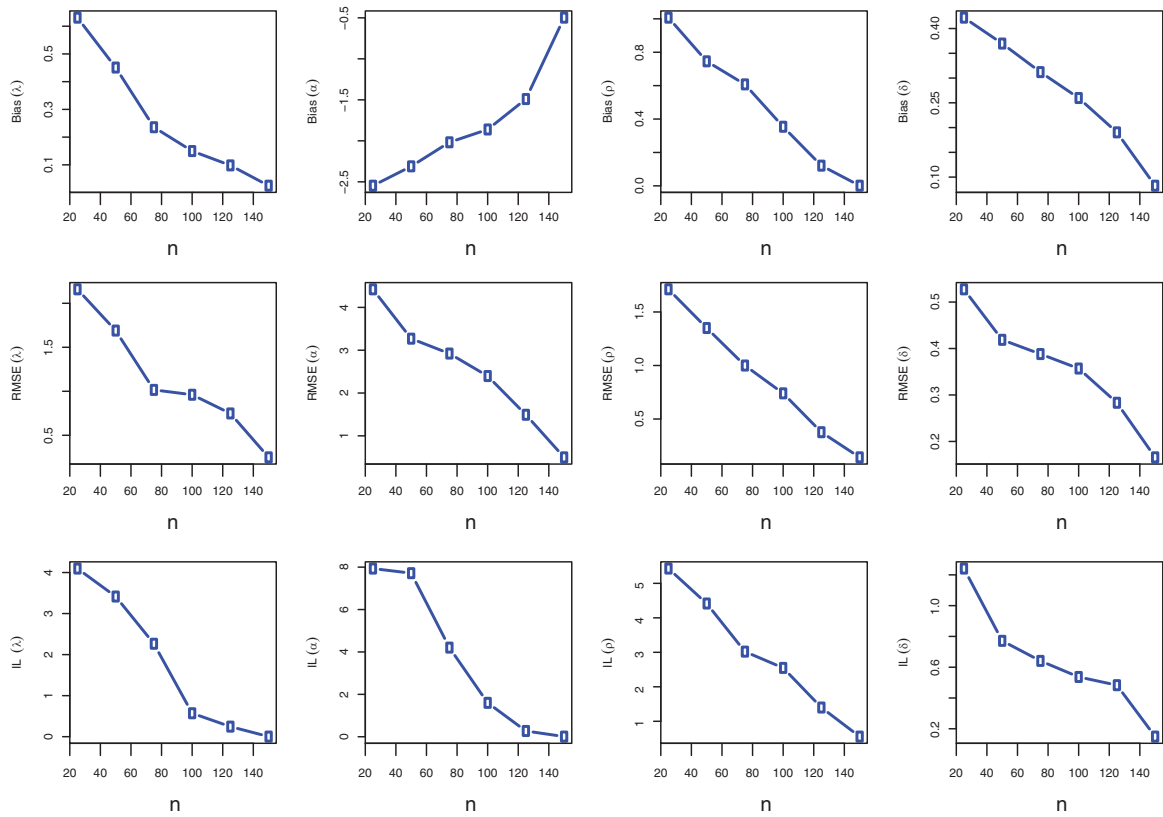 Bias (λ)
0.5
0.3
0.1
20 40 60 80 100 120 140
n
Bias (α)
−0.5
−1.5
−2.5
20 40 60 80 100 120 140
n
Bias (ρ)
0.8
0.4
0.0
20 40 60 80 100 120 140
n
Bias (δ)
0.40
0.25
0.10
20 40 60 80 100 120 140
n
RMSE (λ)
1.5
0.5
20 40 60 80 100 120 140
n
RMSE (α)
4
3
2
1
20 40 60 80 100 120 140
n
RMSE (ρ)
1.5
1.0
0.5
20 40 60 80 100 120 140
n
RMSE (δ)
0.5
0.4
0.3
0.2
20 40 60 80 100 120 140
n
IL (λ)
4
3
2
1
0
20 40 60 80 100 120 140
n
IL (α)
8
6
4
2
0
20 40 60 80 100 120 140
n
IL (ρ)
5
4
3
2
1
20 40 60 80 100 120 140
n
IL (δ)
1.0
0.6
0.2
20 40 60 80 100 120 140
n